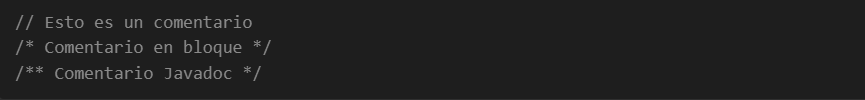 // Esto es un comentario
/* Comentario en bloque */
/** Comentario Javadoc */